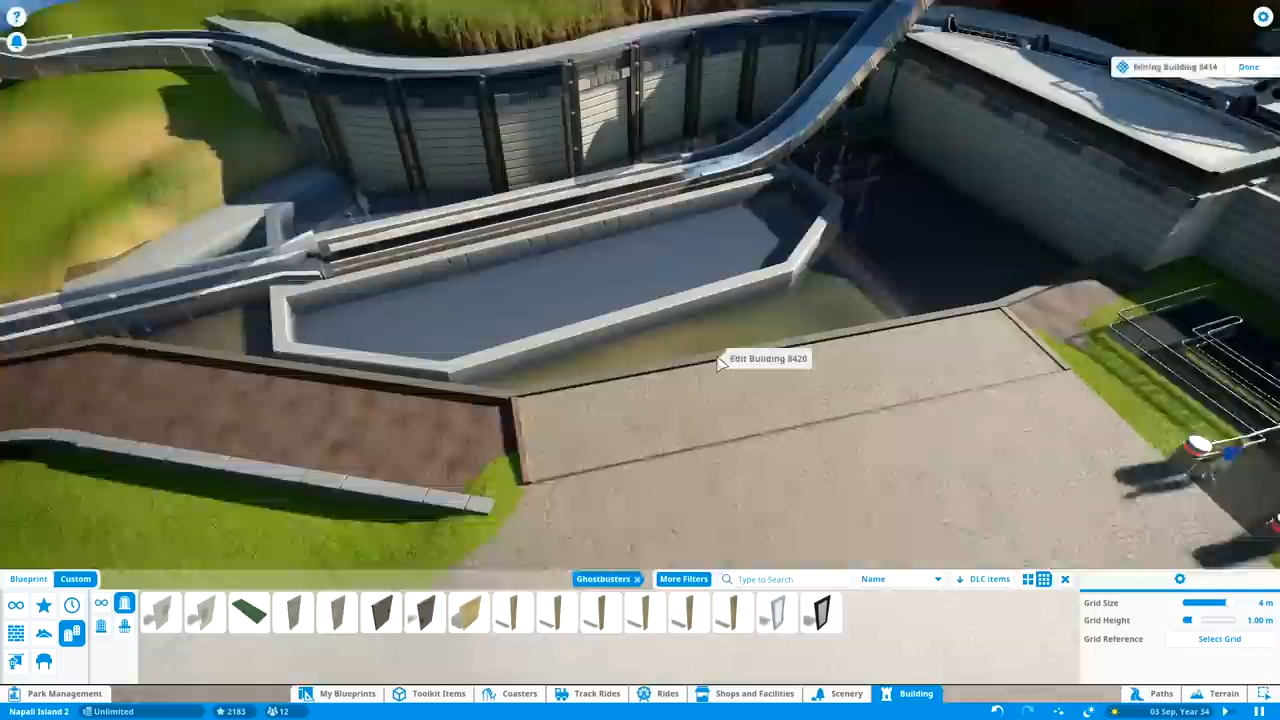 ?
Editing Building 8434 Done
Edit Building 8420
Blueprint Custom Ghostbusters × More Filters Type to Search Name DLC items
Grid Size 4 m
Grid Height 1.00 m
Grid Reference Select Grid
Park Management My Blueprints Toolkit Items Coasters Track Rides Rides Shops and Facilities Scenery Building Paths Terrain
Napali Island 2 Unlimited 2183 12 03 Sep, Year 34